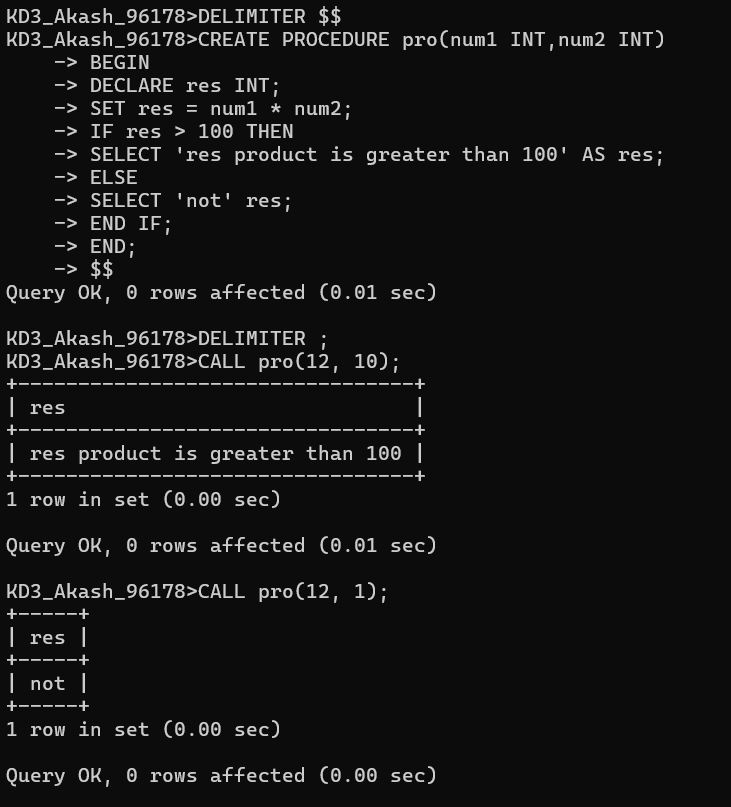 KD3_Akash_96178>DELIMITER $$
KD3_Akash_96178>CREATE PROCEDURE pro(num1 INT,num2 INT)
    -> BEGIN
    -> DECLARE res INT;
    -> SET res = num1 * num2;
    -> IF res > 100 THEN
    -> SELECT 'res product is greater than 100' AS res;
    -> ELSE
    -> SELECT 'not' res;
    -> END IF;
    -> END;
    -> $$
Query OK, 0 rows affected (0.01 sec)

KD3_Akash_96178>DELIMITER ;
KD3_Akash_96178>CALL pro(12, 10);
+---------------------------------+
| res                             |
+---------------------------------+
| res product is greater than 100 |
+---------------------------------+
1 row in set (0.00 sec)

Query OK, 0 rows affected (0.01 sec)

KD3_Akash_96178>CALL pro(12, 1);
+-----+
| res |
+-----+
| not |
+-----+
1 row in set (0.00 sec)

Query OK, 0 rows affected (0.00 sec)